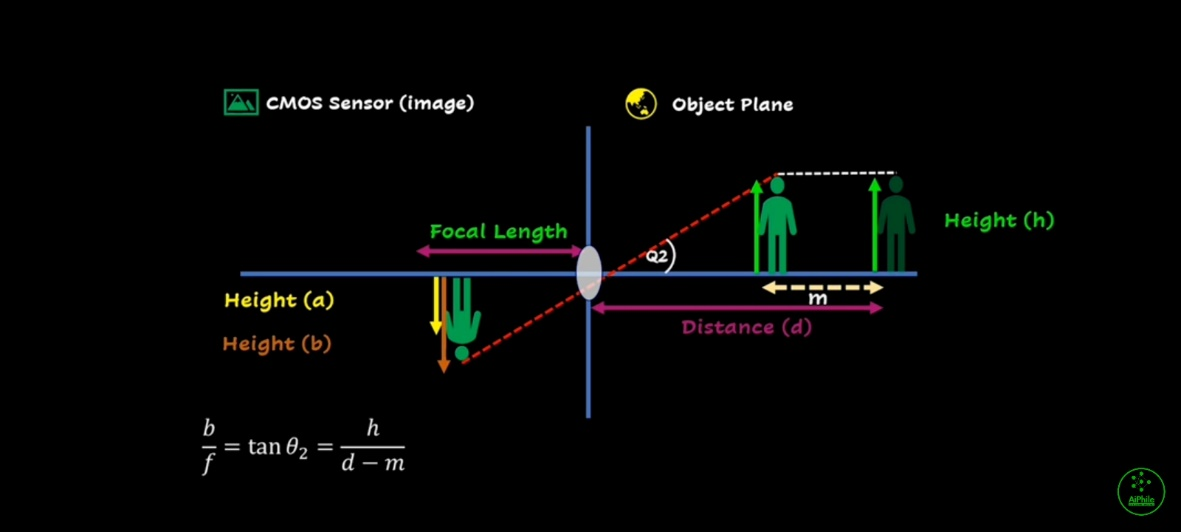 CMOS Sensor (image)
Object Plane
Focal Length
Q2
Height (h)
Height (a)
m
Distance (d)
Height (b)
b/f = tan θ₂ = h/(d − m)
AiPhile